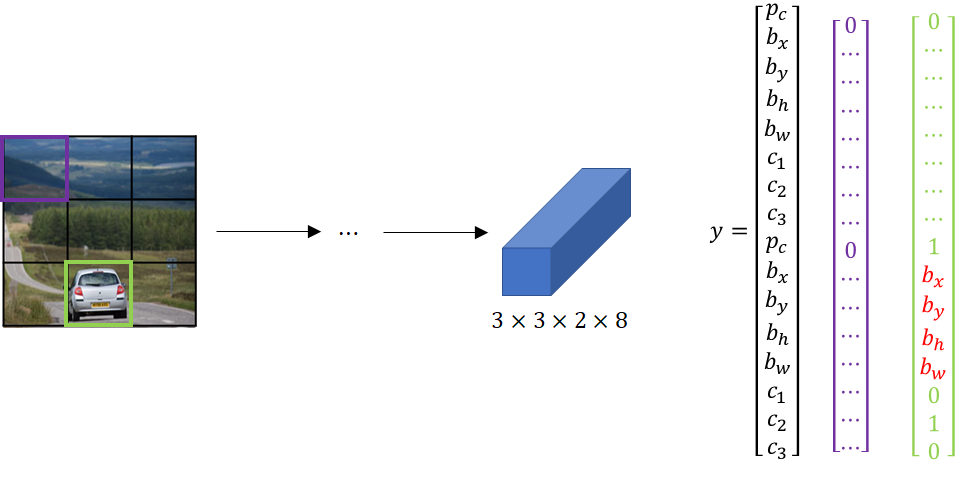 ...
3 × 3 × 2 × 8
y =
p_c
b_x
b_y
b_h
b_w
c_1
c_2
c_3
p_c
b_x
b_y
b_h
b_w
c_1
c_2
c_3
0
...
...
...
...
...
...
...
0
...
...
...
...
...
...
...
0
...
...
...
...
...
...
...
1
b_x
b_y
b_h
b_w
0
1
0